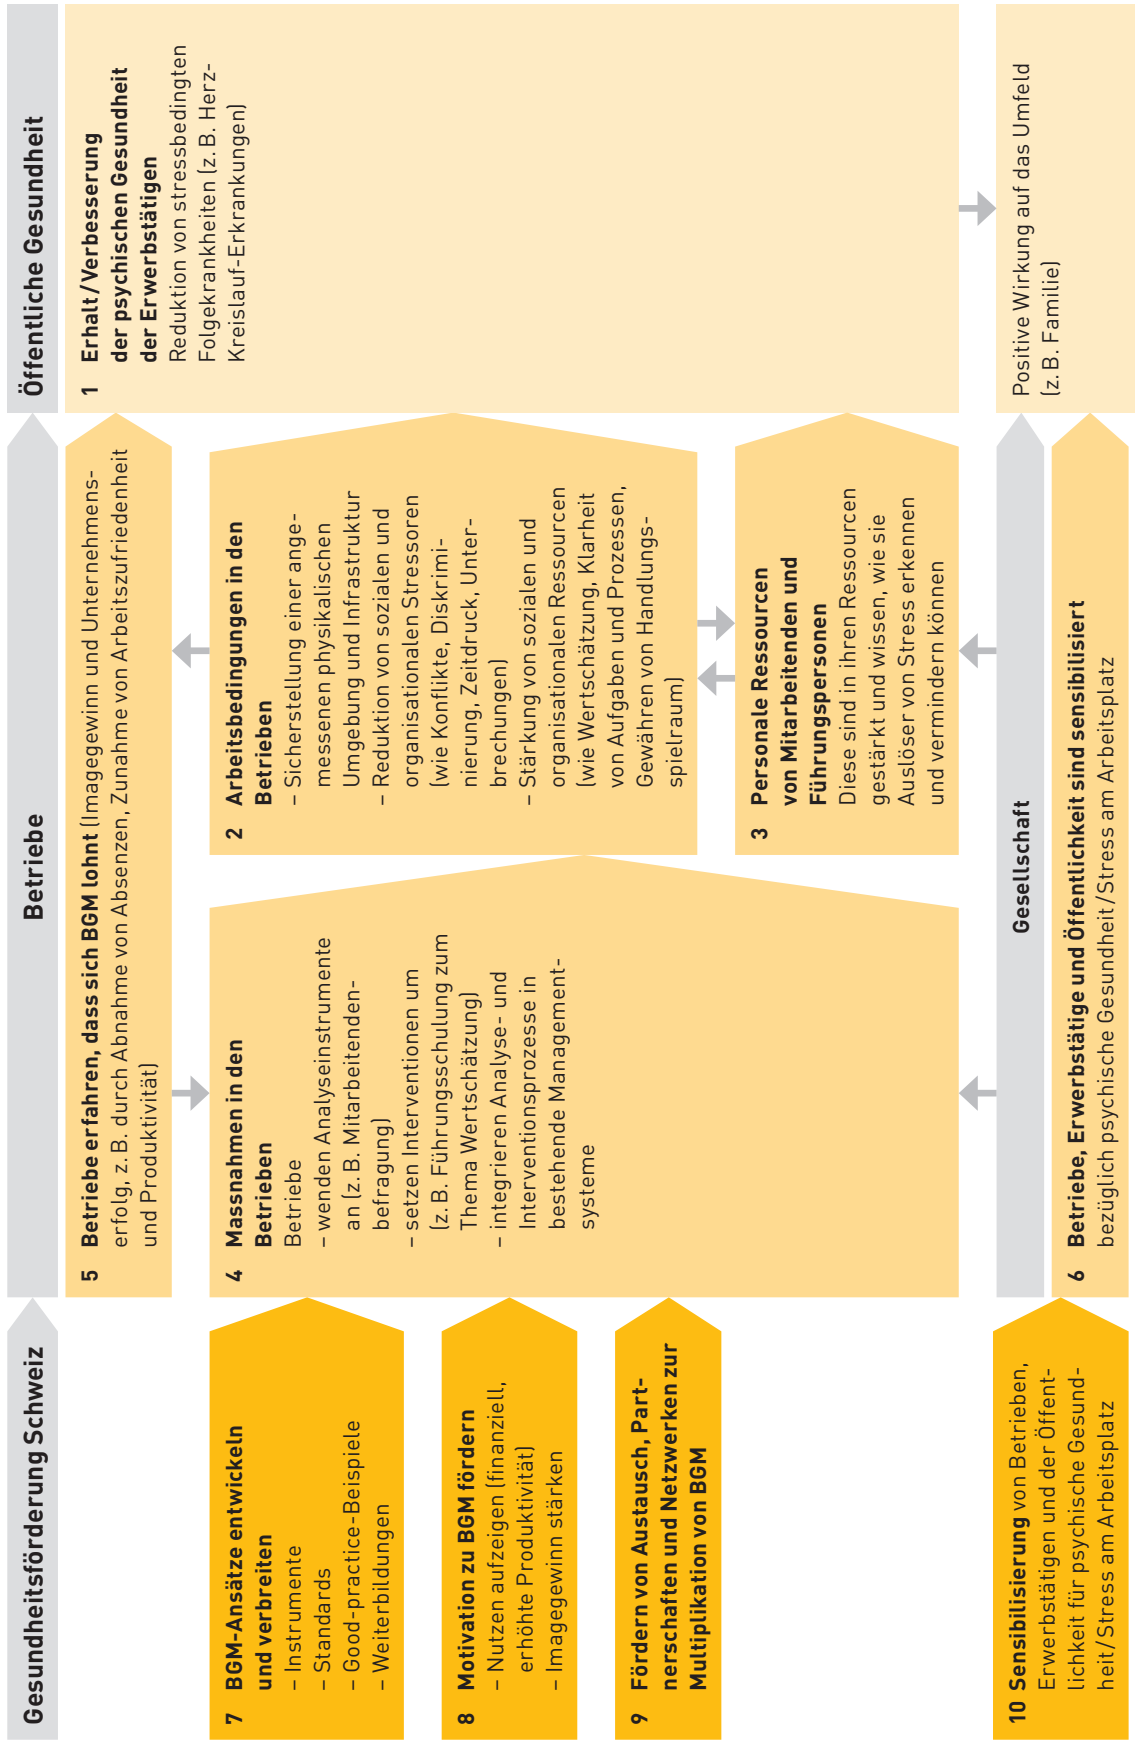 Gesundheitsförderung Schweiz
Betriebe
Öffentliche Gesundheit
7 BGM-Ansätze entwickeln
und verbreiten
– Instrumente
– Standards
– Good-practice-Beispiele
– Weiterbildungen
8 Motivation zu BGM fördern
– Nutzen aufzeigen (finanziell,
erhöhte Produktivität)
– Imagegewinn stärken
9 Fördern von Austausch, Part-
nerschaften und Netzwerken zur
Multiplikation von BGM
10 Sensibilisierung von Betrieben,
Erwerbstätigen und der Öffent-
lichkeit für psychische Gesund-
heit/Stress am Arbeitsplatz
5 Betriebe erfahren, dass sich BGM lohnt (Imagegewinn und Unternehmens-
erfolg, z. B. durch Abnahme von Absenzen, Zunahme von Arbeitszufriedenheit
und Produktivität)
4 Massnahmen in den
Betrieben
Betriebe
– wenden Analyseinstrumente
an (z. B. Mitarbeitenden-
befragung)
– setzen Interventionen um
(z. B. Führungsschulung zum
Thema Wertschätzung)
– integrieren Analyse- und
Interventionsprozesse in
bestehende Management-
systeme
2 Arbeitsbedingungen in den
Betrieben
– Sicherstellung einer ange-
messenen physikalischen
Umgebung und Infrastruktur
– Reduktion von sozialen und
organisationalen Stressoren
(wie Konflikte, Diskrimi-
nierung, Zeitdruck, Unter-
brechungen)
– Stärkung von sozialen und
organisationalen Ressourcen
(wie Wertschätzung, Klarheit
von Aufgaben und Prozessen,
Gewähren von Handlungs-
spielraum)
3 Personale Ressourcen
von Mitarbeitenden und
Führungspersonen
Diese sind in ihren Ressourcen
gestärkt und wissen, wie sie
Auslöser von Stress erkennen
und vermindern können
Gesellschaft
6 Betriebe, Erwerbstätige und Öffentlichkeit sind sensibilisiert
bezüglich psychische Gesundheit/Stress am Arbeitsplatz
1 Erhalt/Verbesserung
der psychischen Gesundheit
der Erwerbstätigen
Reduktion von stressbedingten
Folgekrankheiten (z. B. Herz-
Kreislauf-Erkrankungen)
Positive Wirkung auf das Umfeld
(z. B. Familie)